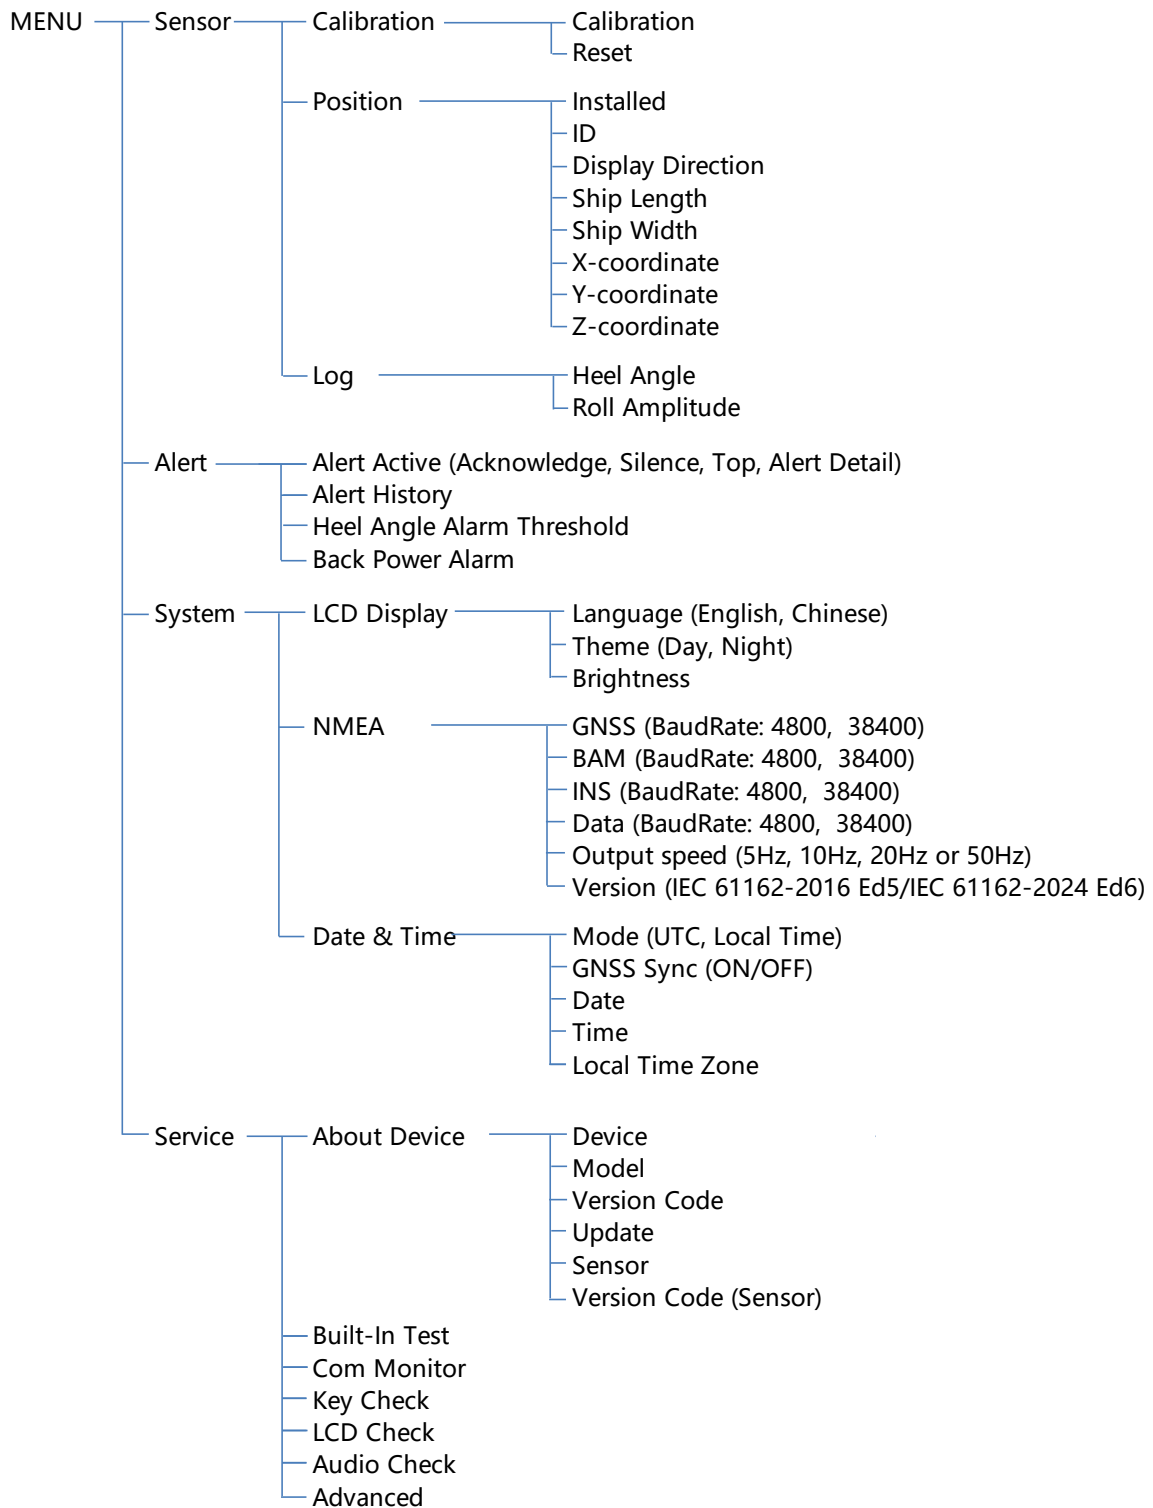 MENU Sensor Calibration Calibration
Reset
Position Installed
ID
Display Direction
Ship Length
Ship Width
X-coordinate
Y-coordinate
Z-coordinate
Log Heel Angle
Roll Amplitude
Alert Alert Active (Acknowledge, Silence, Top, Alert Detail)
Alert History
Heel Angle Alarm Threshold
Back Power Alarm
System LCD Display Language (English, Chinese)
Theme (Day, Night)
Brightness
NMEA GNSS (BaudRate: 4800, 38400)
BAM (BaudRate: 4800, 38400)
INS (BaudRate: 4800, 38400)
Data (BaudRate: 4800, 38400)
Output speed (5Hz, 10Hz, 20Hz or 50Hz)
Version (IEC 61162-2016 Ed5/IEC 61162-2024 Ed6)
Date & Time Mode (UTC, Local Time)
GNSS Sync (ON/OFF)
Date
Time
Local Time Zone
Service About Device Device
Model
Version Code
Update
Sensor
Version Code (Sensor)
Built-In Test
Com Monitor
Key Check
LCD Check
Audio Check
Advanced